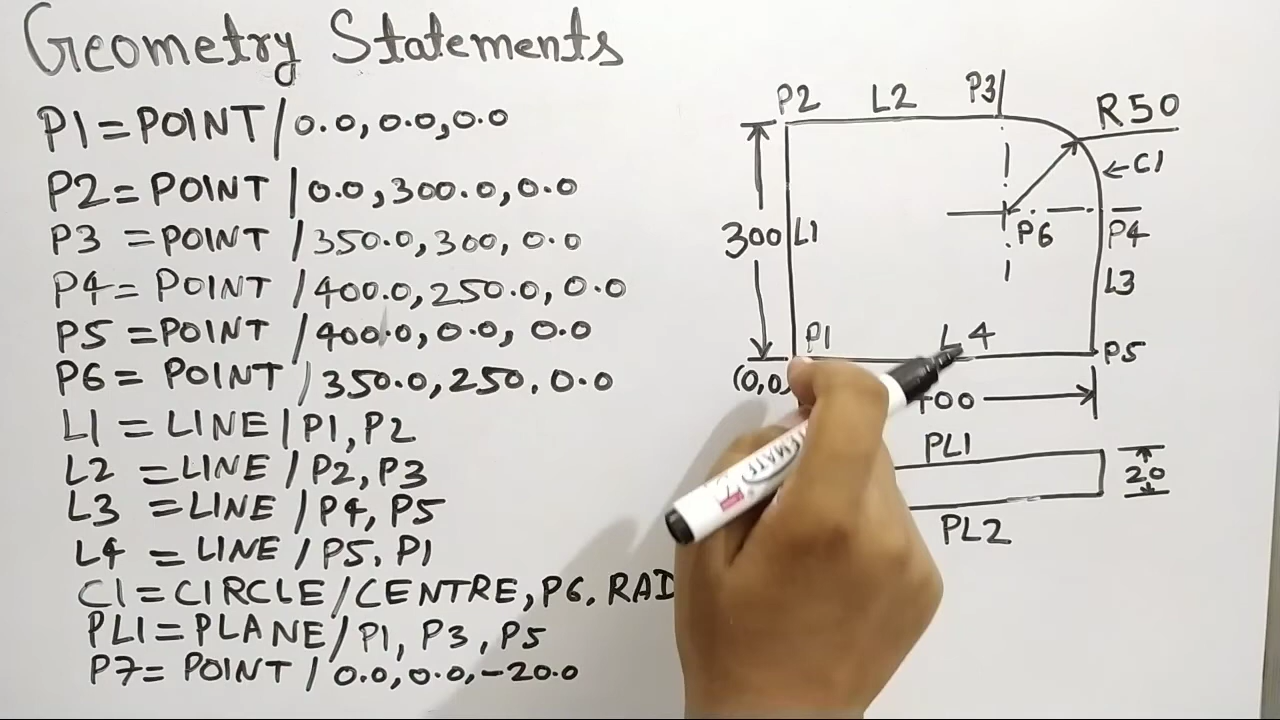 Geometry Statements
P1=POINT/0.0,0.0,0.0
P2=POINT/0.0,300.0,0.0
P3=POINT/350.0,300,0.0
P4=POINT/400.0,250.0,0.0
P5=POINT/400.0,0.0,0.0
P6=POINT/350.0,250.0.0
L1=LINE/P1,P2
L2=LINE/P2,P3
L3=LINE/P4,P5
L4=LINE/P5,P1
C1=CIRCLE/CENTRE,P6.RAD
PL1=PLANE/P1,P3,P5
P7=POINT/0.0,0.0,-20.0
P2 L2 P3 R50
C1
300 L1 P6 P4
L3
P1 L4 P5
(0,0,
400
PL1
20
PL2